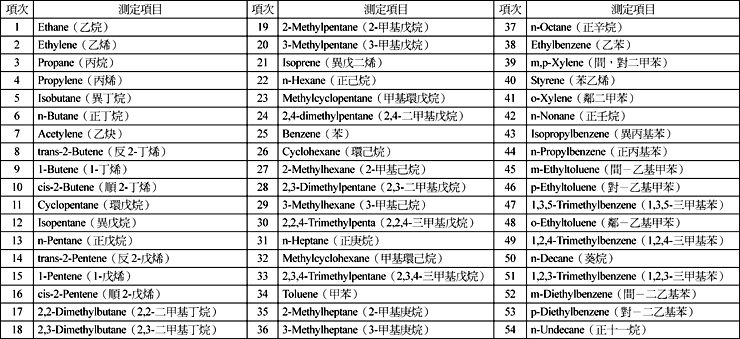 項次 測定項目 項次 測定項目 項次 測定項目
1 Ethane（乙烷） 19 2-Methylpentane（2-甲基戊烷） 37 n-Octane（正辛烷）
2 Ethylene（乙烯） 20 3-Methylpentane（3-甲基戊烷） 38 Ethylbenzene（乙苯）
3 Propane（丙烷） 21 Isoprene（異戊二烯） 39 m,p-Xylene（間，對二甲苯）
4 Propylene（丙烯） 22 n-Hexane（正己烷） 40 Styrene（苯乙烯）
5 Isobutane（異丁烷） 23 Methylcyclopentane（甲基環戊烷） 41 o-Xylene（鄰二甲苯）
6 n-Butane（正丁烷） 24 2,4-dimethylpentane（2,4-二甲基戊烷） 42 n-Nonane（正壬烷）
7 Acetylene（乙炔） 25 Benzene（苯） 43 Isopropylbenzene（異丙基苯）
8 trans-2-Butene（反2-丁烯） 26 Cyclohexane（環己烷） 44 n-Propylbenzene（正丙基苯）
9 1-Butene（1-丁烯） 27 2-Methylhexane（2-甲基己烷） 45 m-Ethyltoluene（間－乙基甲苯）
10 cis-2-Butene（順2-丁烯） 28 2,3-Dimethylpentane（2,3-二甲基戊烷） 46 p-Ethyltoluene（對－乙基甲苯）
11 Cyclopentane（環戊烷） 29 3-Methylhexane（3-甲基己烷） 47 1,3,5-Trimethylbenzene（1,3,5-三甲基苯）
12 Isopentane（異戊烷） 30 2,2,4-Trimethylpenta（2,2,4-三甲基戊烷） 48 o-Ethyltoluene（鄰－乙基甲苯）
13 n-Pentane（正戊烷） 31 n-Heptane（正庚烷） 49 1,2,4-Trimethylbenzene（1,2,4-三甲基苯）
14 trans-2-Pentene（反2-戊烯） 32 Methylcyclohexane（甲基環己烷） 50 n-Decane（葵烷）
15 1-Pentene（1-戊烯） 33 2,3,4-Trimethylpentane（2,3,4-三甲基戊烷） 51 1,2,3-Trimethylbenzene（1,2,3-三甲基苯）
16 cis-2-Pentene（順2-戊烯） 34 Toluene（甲苯） 52 m-Diethylbenzene（間－二乙基苯）
17 2,2-Dimethylbutane（2,2-二甲基丁烷） 35 2-Methylheptane（2-甲基庚烷） 53 p-Diethylbenzene（對－二乙基苯）
18 2,3-Dimethylbutane（2,3-二甲基丁烷） 36 3-Methylheptane（3-甲基庚烷） 54 n-Undecane（正十一烷）